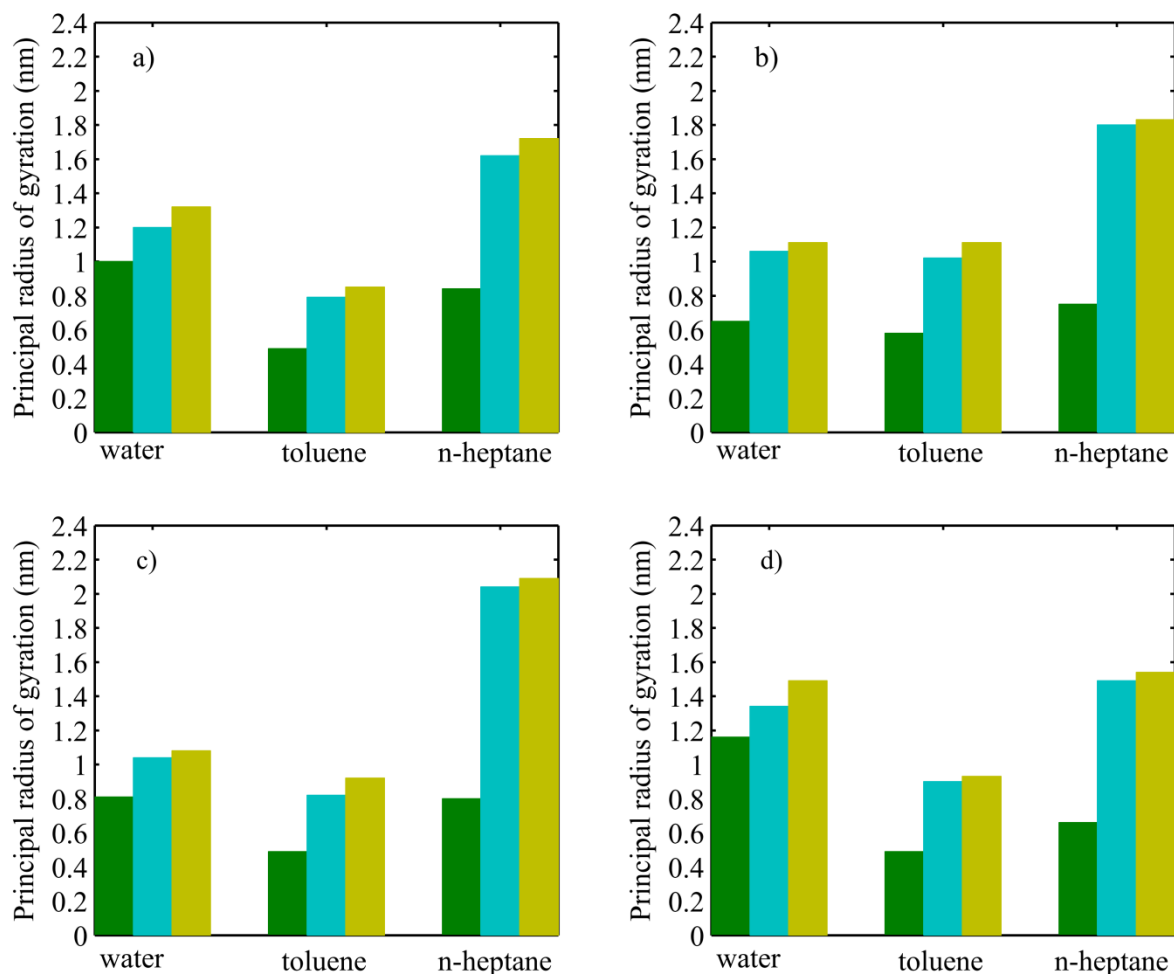 Principal radius of gyration (nm)
2.4
2.2
2
1.8
1.6
1.4
1.2
1
0.8
0.6
0.4
0.2
0
a)
water
toluene
n-heptane
Principal radius of gyration (nm)
2.4
2.2
2
1.8
1.6
1.4
1.2
1
0.8
0.6
0.4
0.2
0
b)
water
toluene
n-heptane
Principal radius of gyration (nm)
2.4
2.2
2
1.8
1.6
1.4
1.2
1
0.8
0.6
0.4
0.2
0
c)
water
toluene
n-heptane
Principal radius of gyration (nm)
2.4
2.2
2
1.8
1.6
1.4
1.2
1
0.8
0.6
0.4
0.2
0
d)
water
toluene
n-heptane